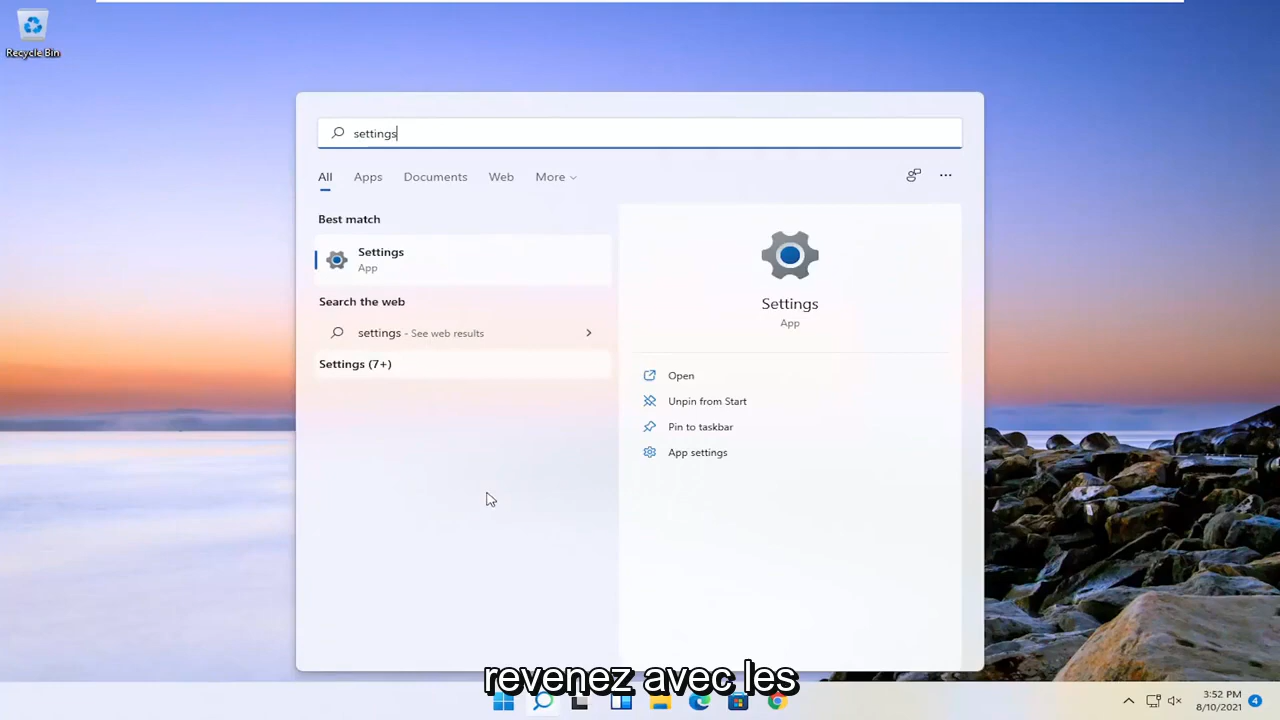 Recycle Bin
settings
All Apps Documents Web More
Best match
Settings
App
Search the web
settings - See web results
Settings (7+)
Settings
App
Open
Unpin from Start
Pin to taskbar
App settings
revenez avec les
3:52 PM
8/10/2021
4